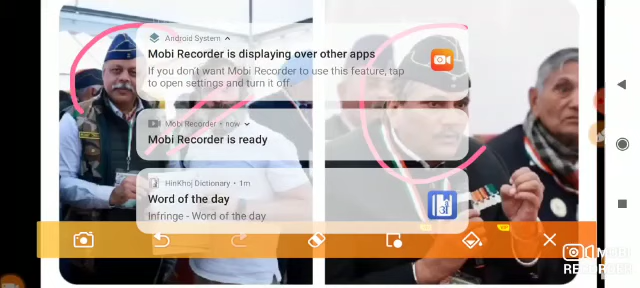 Android System
Mobi Recorder is displaying over other apps
If you don't want Mobi Recorder to use this feature, tap
to open settings and turn it off.
Mobi Recorder • now
Mobi Recorder is ready
HinKhoj Dictionary • 1m
Word of the day
Infringe - Word of the day
MOBI
RECORDER